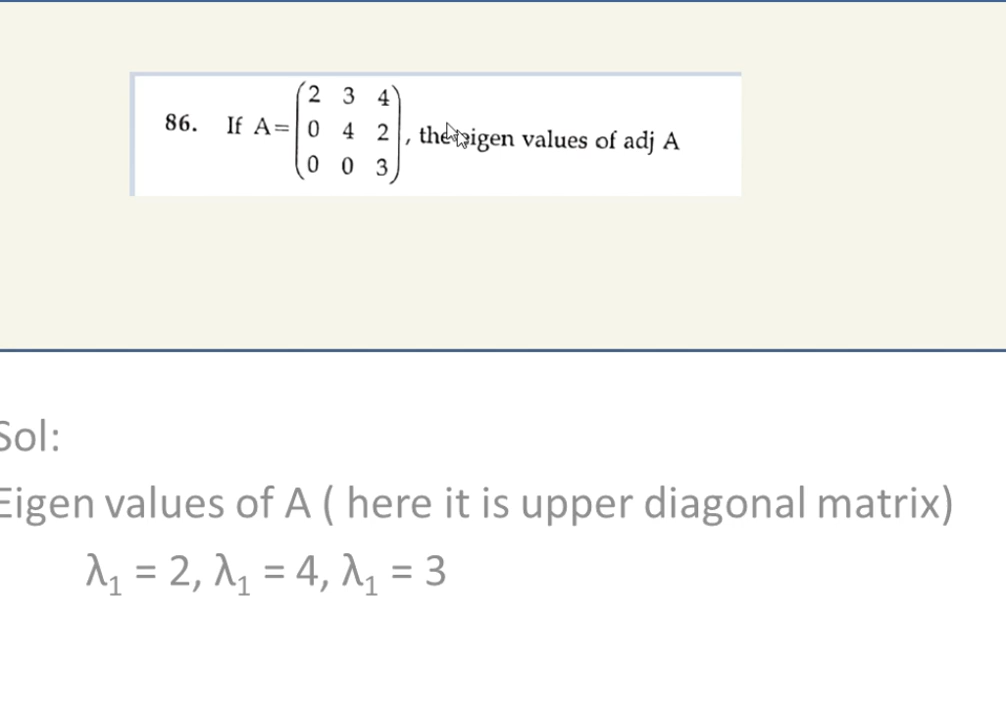 86. If A= (2 3 4
0 4 2
0 0 3), the eigen values of adj A
Sol:
Eigen values of A ( here it is upper diagonal matrix)
λ₁ = 2, λ₁ = 4, λ₁ = 3